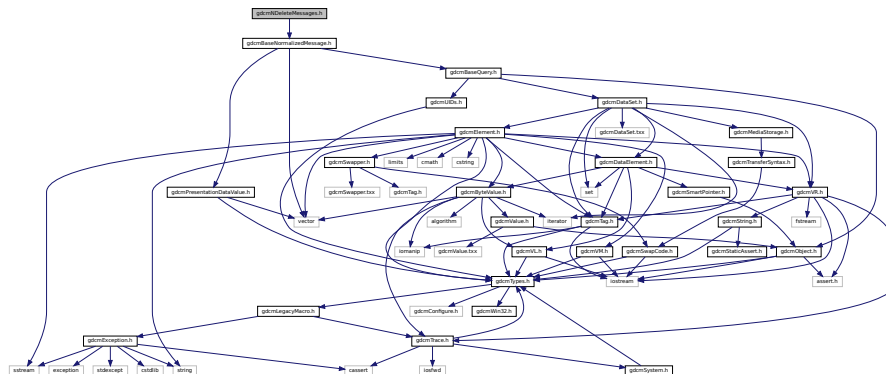 gdcmNDeleteMessages.h
gdcmBaseNormalizedMessage.h
gdcmBaseQuery.h
gdcmUIDs.h
gdcmDataSet.h
gdcmElement.h
gdcmDataSet.txx
gdcmMediaStorage.h
gdcmSwapper.h
limits
cmath
cstring
gdcmDataElement.h
gdcmTransferSyntax.h
gdcmPresentationDataValue.h
gdcmSwapper.txx
gdcmTag.h
gdcmByteValue.h
set
gdcmSmartPointer.h
gdcmVR.h
vector
algorithm
gdcmValue.h
iterator
gdcmTag.h
gdcmString.h
fstream
iomanip
gdcmValue.txx
gdcmVL.h
gdcmVM.h
gdcmSwapCode.h
gdcmStaticAssert.h
gdcmObject.h
gdcmTypes.h
iostream
assert.h
gdcmLegacyMacro.h
gdcmConfigure.h
gdcmWin32.h
gdcmException.h
gdcmTrace.h
sstream
exception
stdexcept
cstdlib
string
cassert
iosfwd
gdcmSystem.h